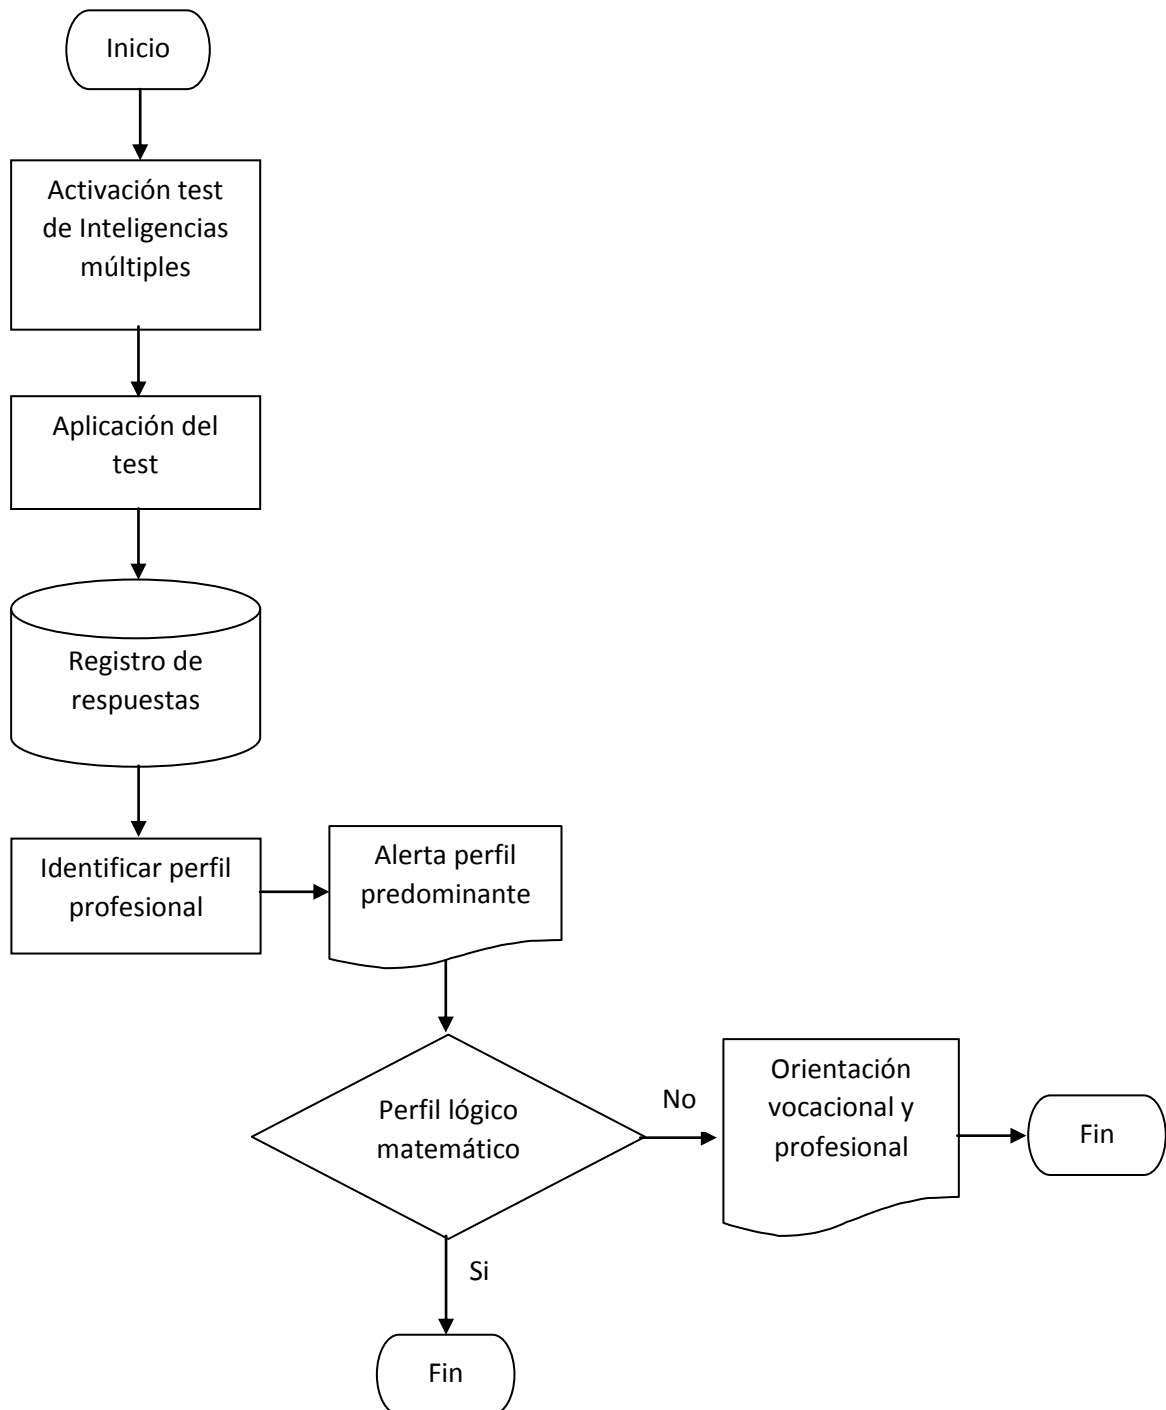 Inicio
Activación test
de Inteligencias
múltiples
Aplicación del
test
Registro de
respuestas
Identificar perfil
profesional
Alerta perfil
predominante
Perfil lógico
matemático
No
Orientación
vocacional y
profesional
Fin
Si
Fin